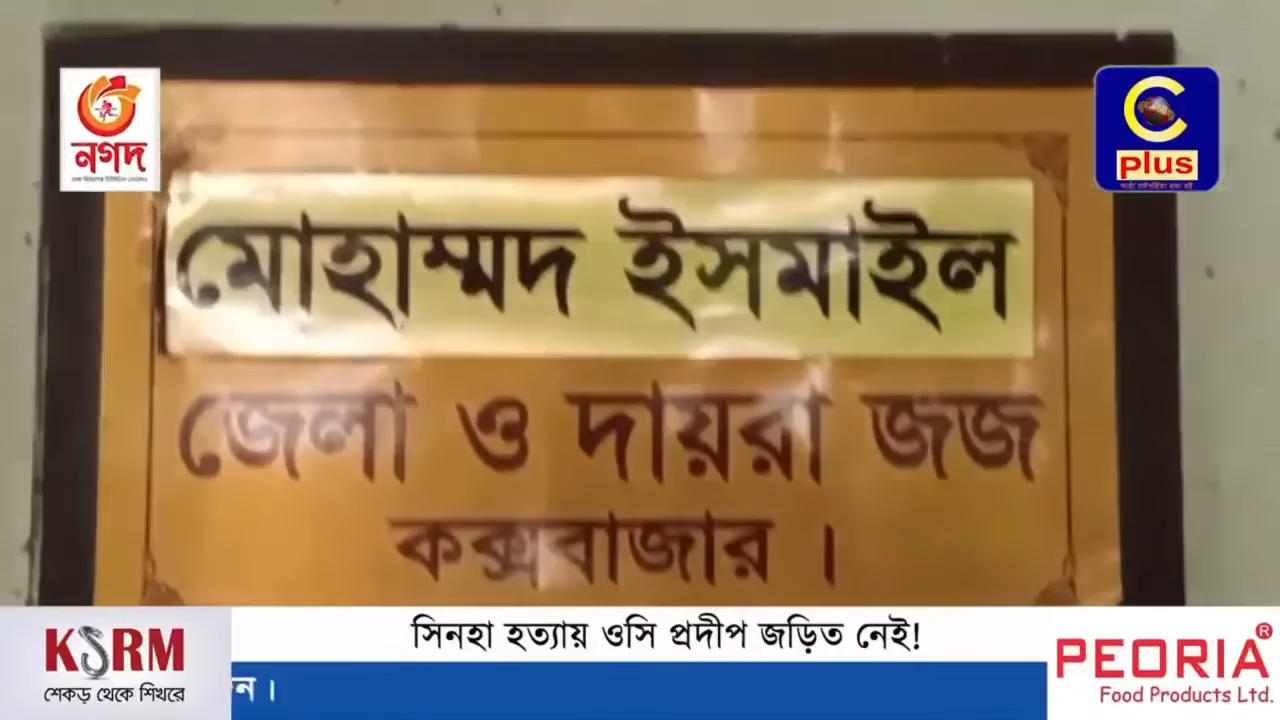 নগদ
C
plus
মোহাম্মদ ইসমাইল
জেলা ও দায়রা জজ
কক্সবাজার ।
KSRM
শেকড় থেকে শিখরে
সিনহা হত্যায় ওসি প্রদীপ জড়িত নেই!
ন ।
PEORIA®
Food Products Ltd.